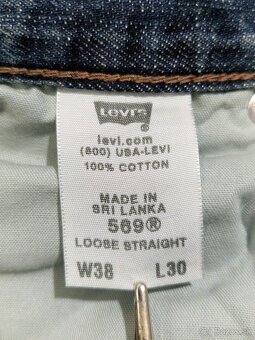 Levi's
levi.com
(800) USA-LEVI
100% COTTON
MADE IN
SRI LANKA
569®
LOOSE STRAIGHT
W38 L30